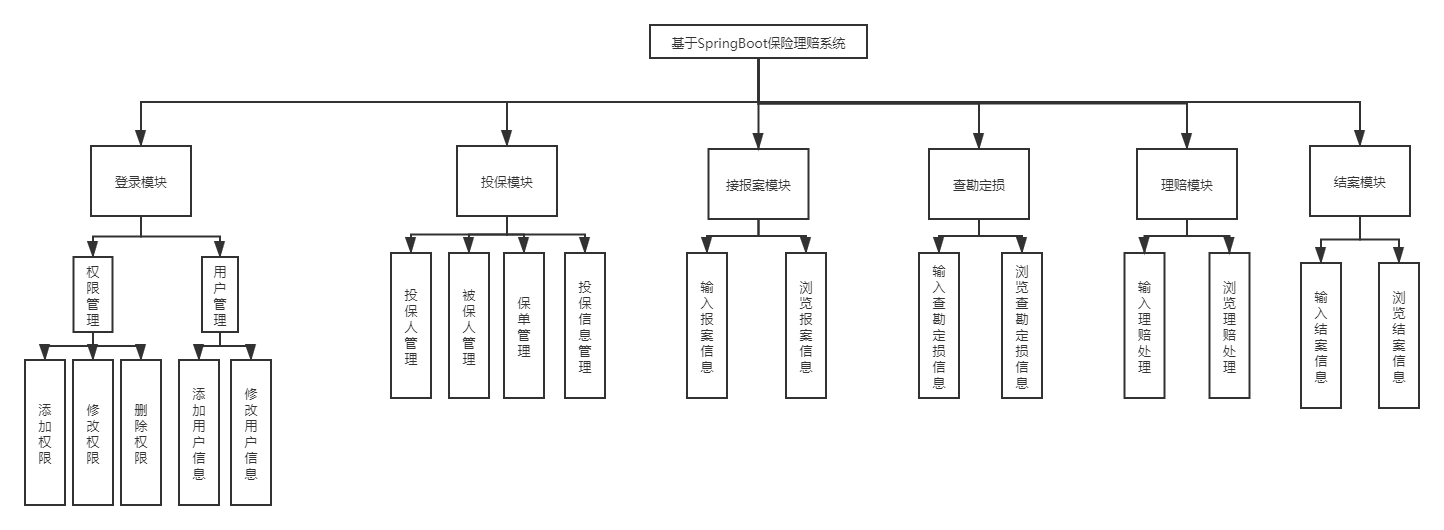 基于SpringBoot保险理赔系统
登录模块
投保模块
接报案模块
查勘定损
理赔模块
结案模块
权限管理
用户管理
投保人管理
被保人管理
保单管理
投保信息管理
输入报案信息
浏览报案信息
输入查勘定损信息
浏览查勘定损信息
输入理赔处理
浏览理赔处理
输入结案信息
浏览结案信息
添加权限
修改权限
删除权限
添加用户信息
修改用户信息